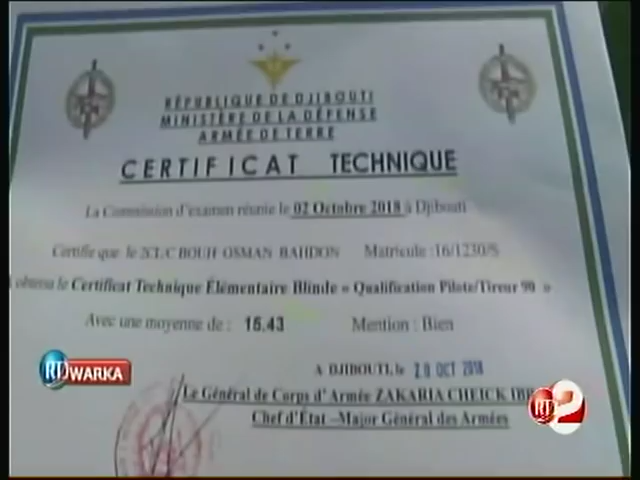 RÉPUBLIQUE DE DJIBOUTI
MINISTÈRE DE LA DÉFENSE
ARMÉE DE TERRE
CERTIFICAT TECHNIQUE
La Commission d'examen réunie le 02 Octobre 2018 à Djibouti
Certifie que le 2CLC BOUH OSMAN BAHDON Matricule :16/1230/S
obtenu le Certificat Technique Élémentaire Blindé « Qualification Pilote/Tireur 90 »
Avec une moyenne de : 15.43 Mention : Bien
A DJIBOUTI, le 20 OCT 2018
Le Général de Corps d'Armée ZAKARIA CHEICK
Chef d'État –Major Général des Armées
RTD WARKA
RTD 2